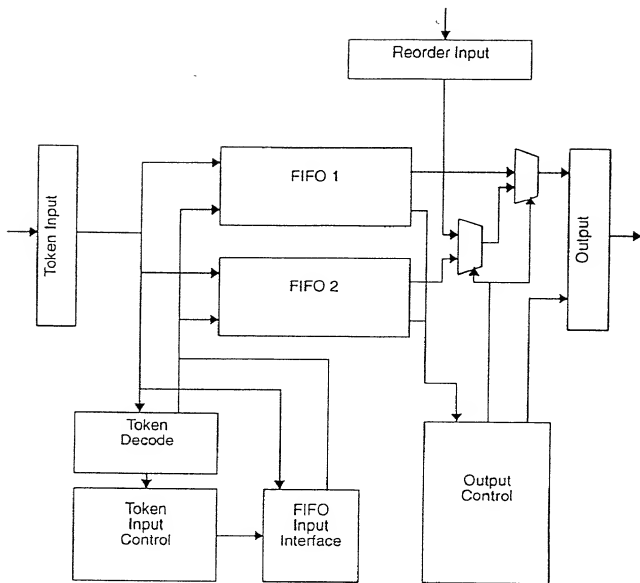 Reorder Input
Token Input
FIFO 1
FIFO 2
Output
Token
Decode
Token
Input
Control
FIFO
Input
Interface
Output
Control